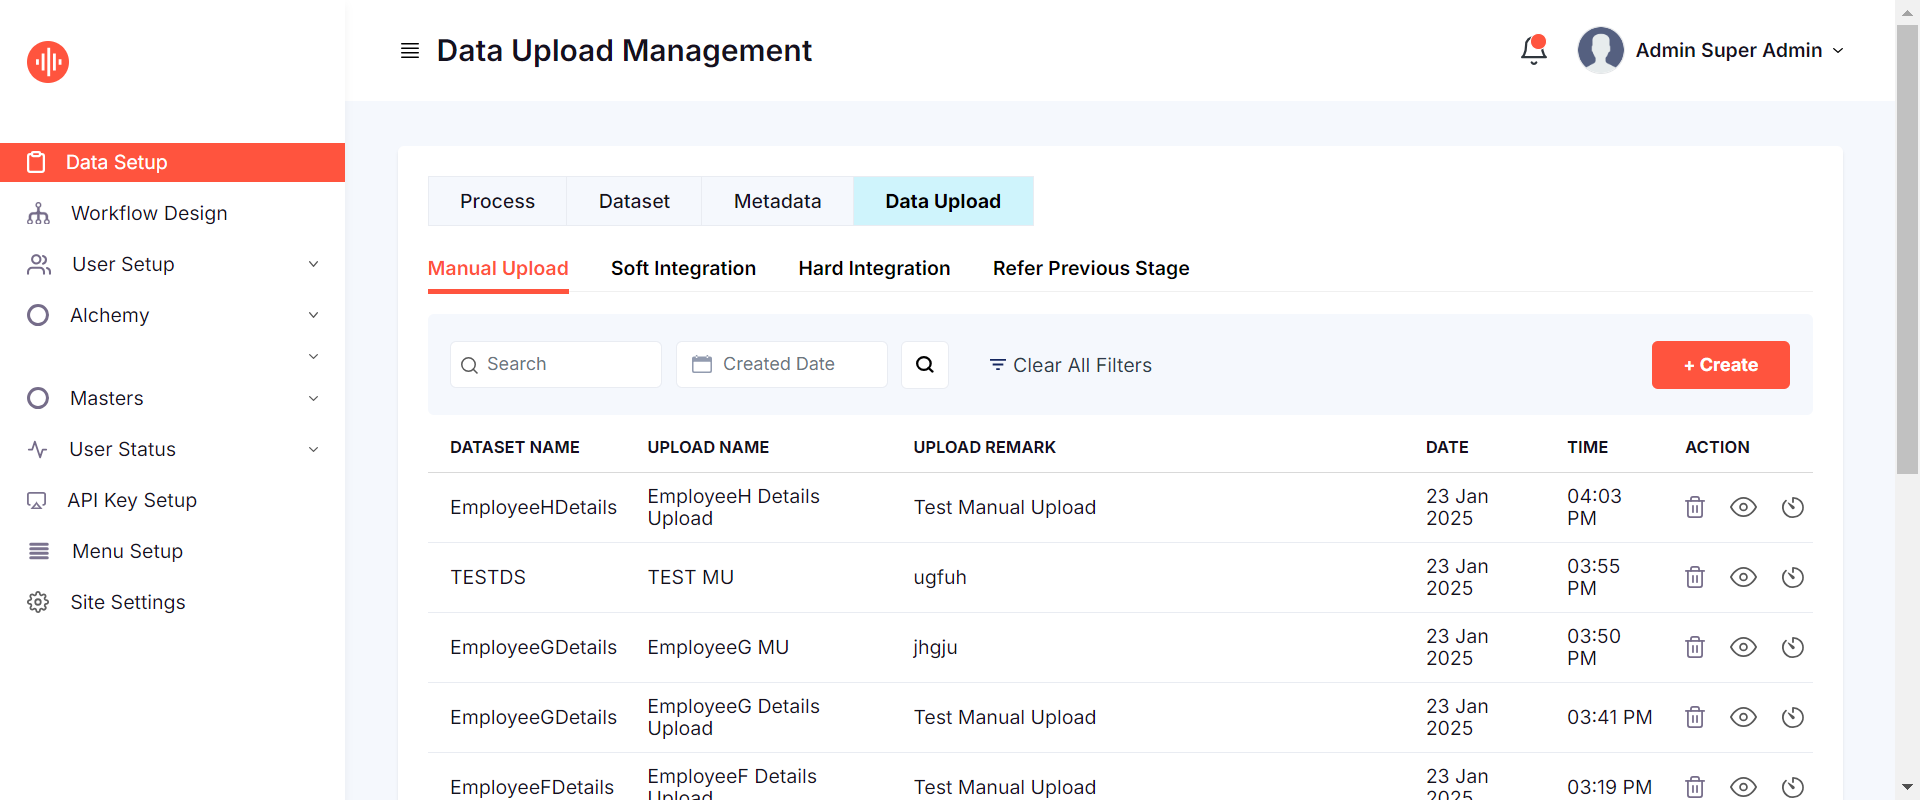 Data Upload Management
Admin Super Admin
Data Setup
Workflow Design
User Setup
Alchemy
Masters
User Status
API Key Setup
Menu Setup
Site Settings
Process
Dataset
Metadata
Data Upload
Manual Upload
Soft Integration
Hard Integration
Refer Previous Stage
Search
Created Date
Clear All Filters
+ Create
DATASET NAME
UPLOAD NAME
UPLOAD REMARK
DATE
TIME
ACTION
EmployeeHDetails
EmployeeH Details
Upload
Test Manual Upload
23 Jan
2025
04:03
PM
TESTDS
TEST MU
ugfuh
23 Jan
2025
03:55
PM
EmployeeGDetails
EmployeeG MU
jhgju
23 Jan
2025
03:50
PM
EmployeeGDetails
EmployeeG Details
Upload
Test Manual Upload
23 Jan
2025
03:41 PM
EmployeeFDetails
EmployeeF Details
Upload
Test Manual Upload
23 Jan
2025
03:19 PM